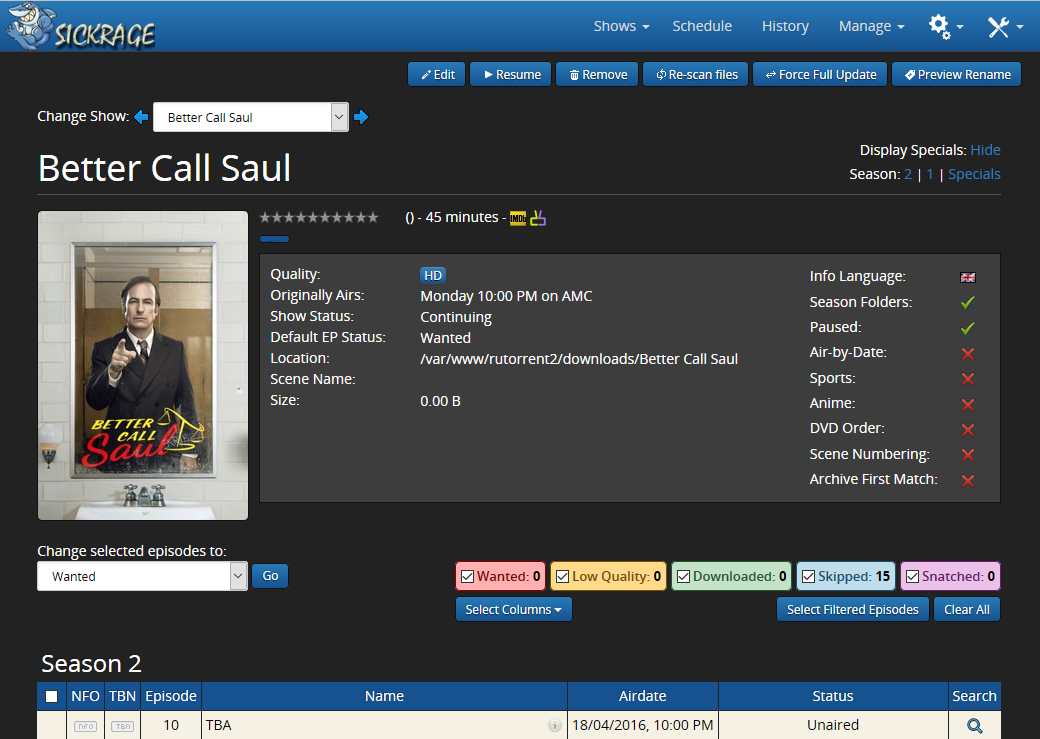 SICKRAGE
Shows Schedule History Manage
Edit Resume Remove Re-scan files Force Full Update Preview Rename
Change Show: Better Call Saul
Display Specials: Hide
Better Call Saul
Season: 2 | 1 | Specials
() - 45 minutes - IMDb
Quality: HD
Originally Airs: Monday 10:00 PM on AMC
Show Status: Continuing
Default EP Status: Wanted
Location: /var/www/rutorrent2/downloads/Better Call Saul
Scene Name:
Size: 0.00 B
Info Language:
Season Folders:
Paused:
Air-by-Date:
Sports:
Anime:
DVD Order:
Scene Numbering:
Archive First Match:
BETTER
CALL
Saul
Change selected episodes to:
Wanted Go
Wanted: 0 Low Quality: 0 Downloaded: 0 Skipped: 15 Snatched: 0
Select Columns Select Filtered Episodes Clear All
Season 2
NFO TBN Episode Name Airdate Status Search
NFO TBN 10 TBA 18/04/2016, 10:00 PM Unaired